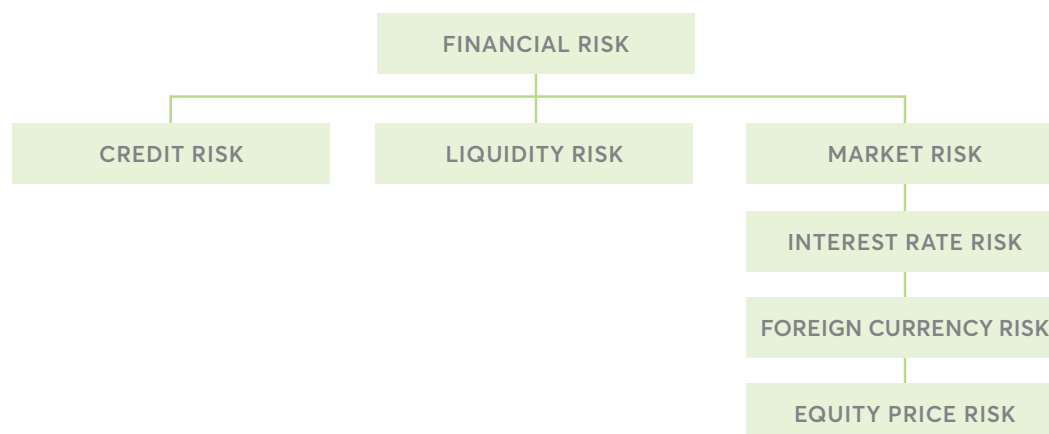 FINANCIAL RISK
CREDIT RISK
LIQUIDITY RISK
MARKET RISK
INTEREST RATE RISK
FOREIGN CURRENCY RISK
EQUITY PRICE RISK